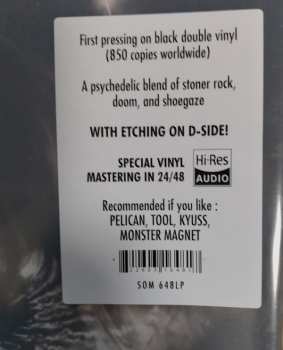 First pressing on black double vinyl
(850 copies worldwide)
A psychedelic blend of stoner rock,
doom, and shoegaze
WITH ETCHING ON D-SIDE!
SPECIAL VINYL
MASTERING IN 24/48
Hi-Res
AUDIO
Recommended if you like :
PELICAN, TOOL, KYUSS,
MONSTER MAGNET
SOM 648LP